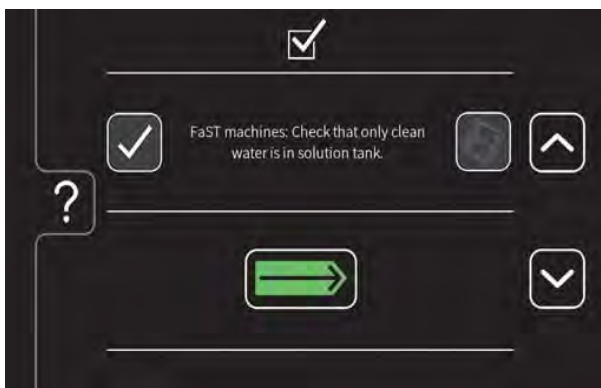 FaST machines: Check that only clean
water is in solution tank.
?